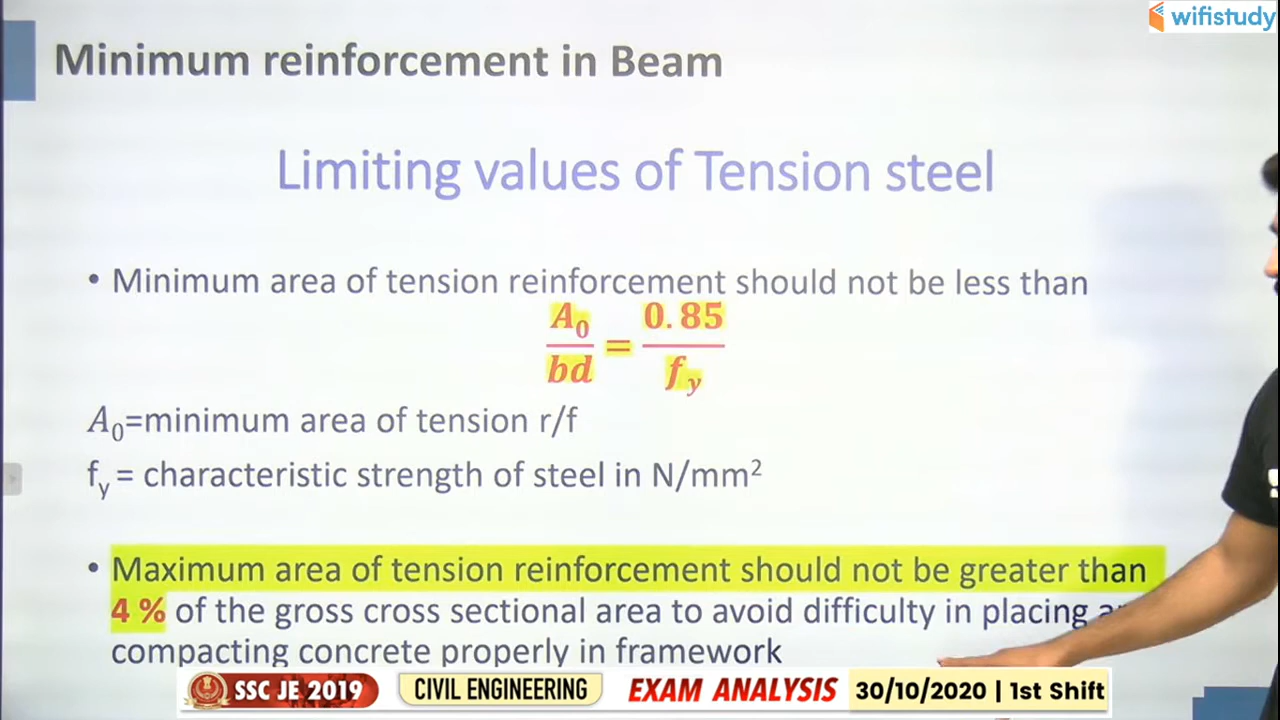 wifistudy
Minimum reinforcement in Beam
Limiting values of Tension steel
• Minimum area of tension reinforcement should not be less than
A₀/bd = 0.85/f_y
A₀=minimum area of tension r/f
f_y = characteristic strength of steel in N/mm²
• Maximum area of tension reinforcement should not be greater than
4 % of the gross cross sectional area to avoid difficulty in placing
compacting concrete properly in framework
SSC JE 2019 CIVIL ENGINEERING EXAM ANALYSIS 30/10/2020 | 1st Shift